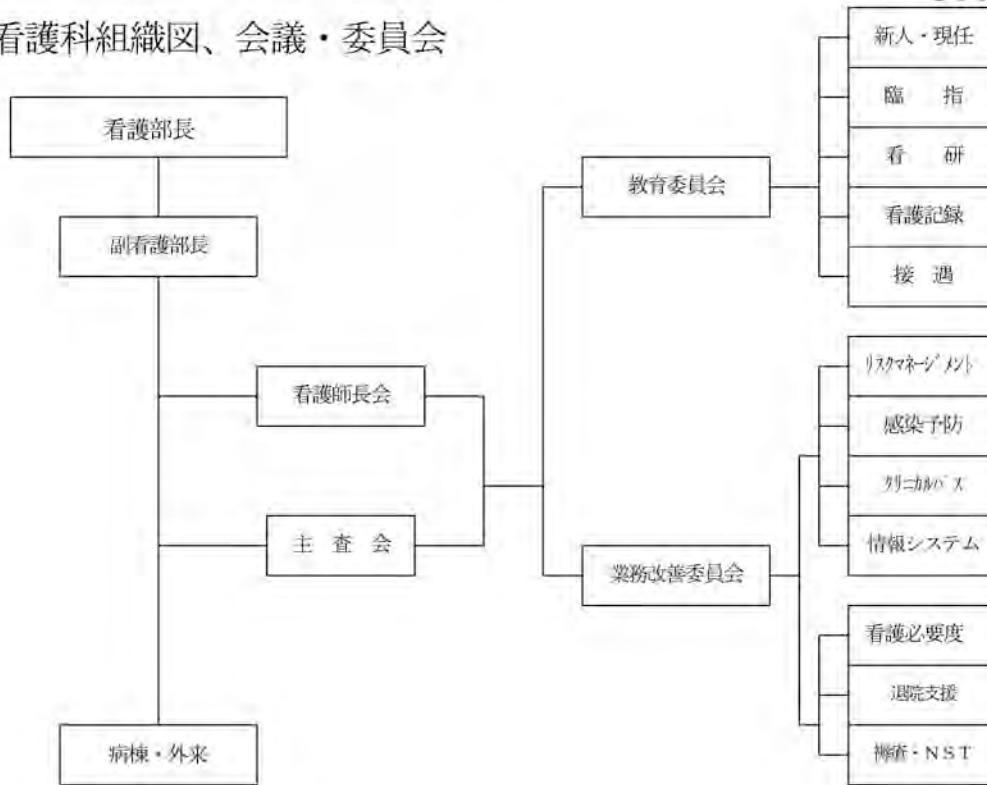 看護科組織図、会議・委員会
看護部長
副看護部長
看護師長会
主 査 会
病棟・外来
教育委員会
業務改善委員会
新人・現任
臨 指
看 研
看護記録
接 遇
ﾘｽｸﾏﾈｰｼﾞﾒﾝﾄ
感染予防
ｸﾘﾆｶﾙﾊﾟｽ
情報システム
看護必要度
退院支援
褥瘡・NST